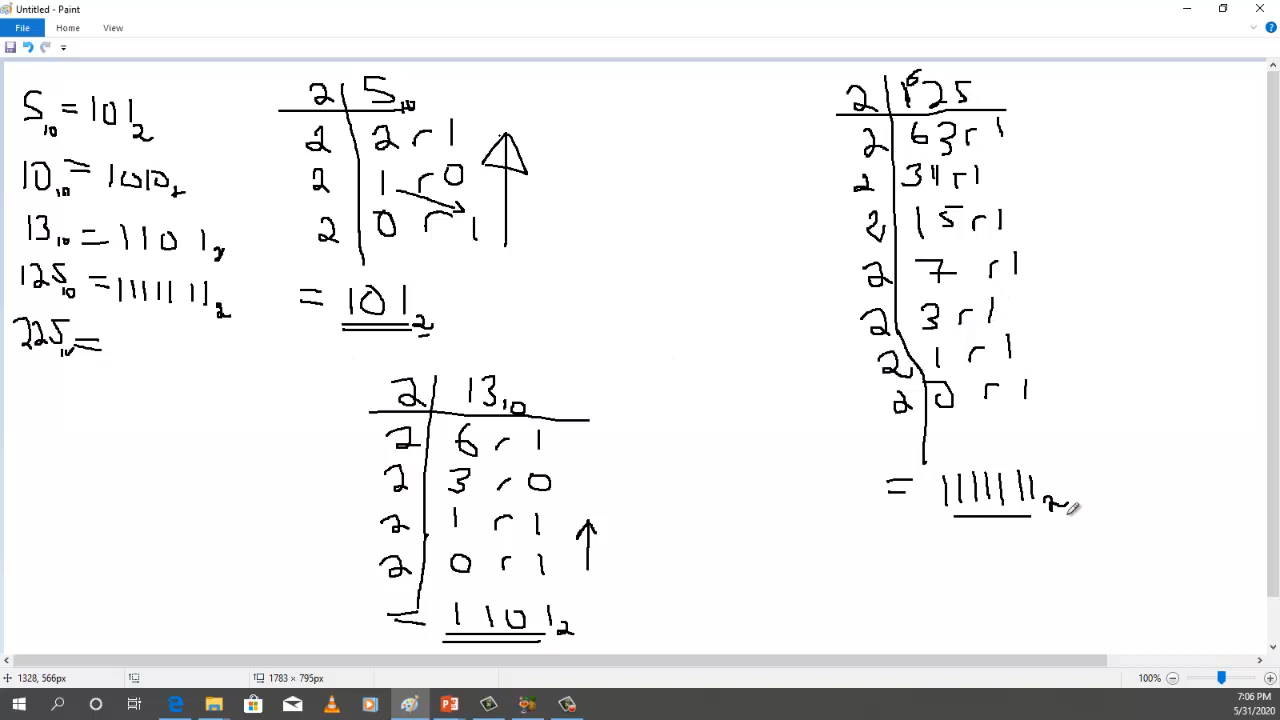 Untitled - Paint
File Home View
5₁₀ = 101₂
10₁₀ = 1010₂
13₁₀ = 1101₂
125₁₀ = 1111111₂
225₁₀ =
2 5₁₀
2 2 r 1
2 1 r 0
2 0 r 1
= 101₂
2 13₁₀
2 6 r 1
2 3 r 0
2 1 r 1
2 0 r 1
= 1101₂
2 1⁶25
2 63 r 1
2 31 r 1
2 15 r 1
2 7 r 1
2 3 r 1
2 1 r 1
2 0 r 1
= 1111111₂
1328, 566px
1783 × 795px
100%
7:06 PM
5/31/2020